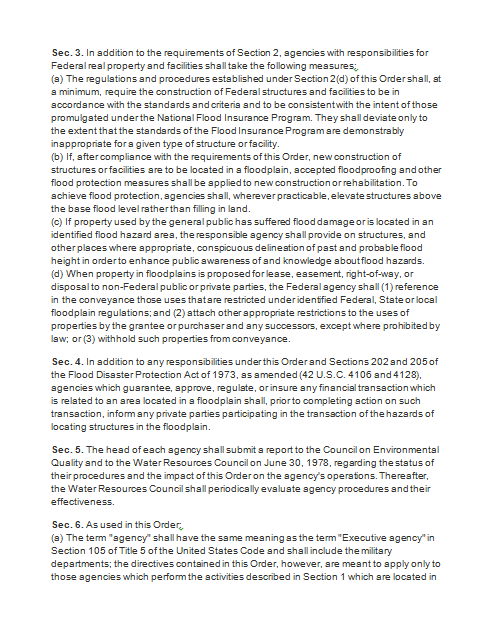 Sec. 3. In addition to the requirements of Section 2, agencies with responsibilities for
Federal real property and facilities shall take the following measures:
(a) The regulations and procedures established under Section 2(d) of this Order shall, at
a minimum, require the construction of Federal structures and facilities to be in
accordance with the standards and criteria and to be consistent with the intent of those
promulgated under the National Flood Insurance Program. They shall deviate only to
the extent that the standards of the Flood Insurance Program are demonstrably
inappropriate for a given type of structure or facility.
(b) If, after compliance with the requirements of this Order, new construction of
structures or facilities are to be located in a floodplain, accepted floodproofing and other
flood protection measures shall be applied to new construction or rehabilitation. To
achieve flood protection, agencies shall, wherever practicable, elevate structures above
the base flood level rather than filling in land.
(c) If property used by the general public has suffered flood damage or is located in an
identified flood hazard area, the responsible agency shall provide on structures, and
other places where appropriate, conspicuous delineation of past and probable flood
height in order to enhance public awareness of and knowledge about flood hazards.
(d) When property in floodplains is proposed for lease, easement, right-of-way, or
disposal to non-Federal public or private parties, the Federal agency shall (1) reference
in the conveyance those uses that are restricted under identified Federal, State or local
floodplain regulations; and (2) attach other appropriate restrictions to the uses of
properties by the grantee or purchaser and any successors, except where prohibited by
law; or (3) withhold such properties from conveyance.
Sec. 4. In addition to any responsibilities under this Order and Sections 202 and 205 of
the Flood Disaster Protection Act of 1973, as amended (42 U.S.C. 4106 and 4128),
agencies which guarantee, approve, regulate, or insure any financial transaction which
is related to an area located in a floodplain shall, prior to completing action on such
transaction, inform any private parties participating in the transaction of the hazards of
locating structures in the floodplain.
Sec. 5. The head of each agency shall submit a report to the Council on Environmental
Quality and to the Water Resources Council on June 30, 1978, regarding the status of
their procedures and the impact of this Order on the agency's operations. Thereafter,
the Water Resources Council shall periodically evaluate agency procedures and their
effectiveness.
Sec. 6. As used in this Order:
(a) The term "agency" shall have the same meaning as the term "Executive agency" in
Section 105 of Title 5 of the United States Code and shall include the military
departments; the directives contained in this Order, however, are meant to apply only to
those agencies which perform the activities described in Section 1 which are located in